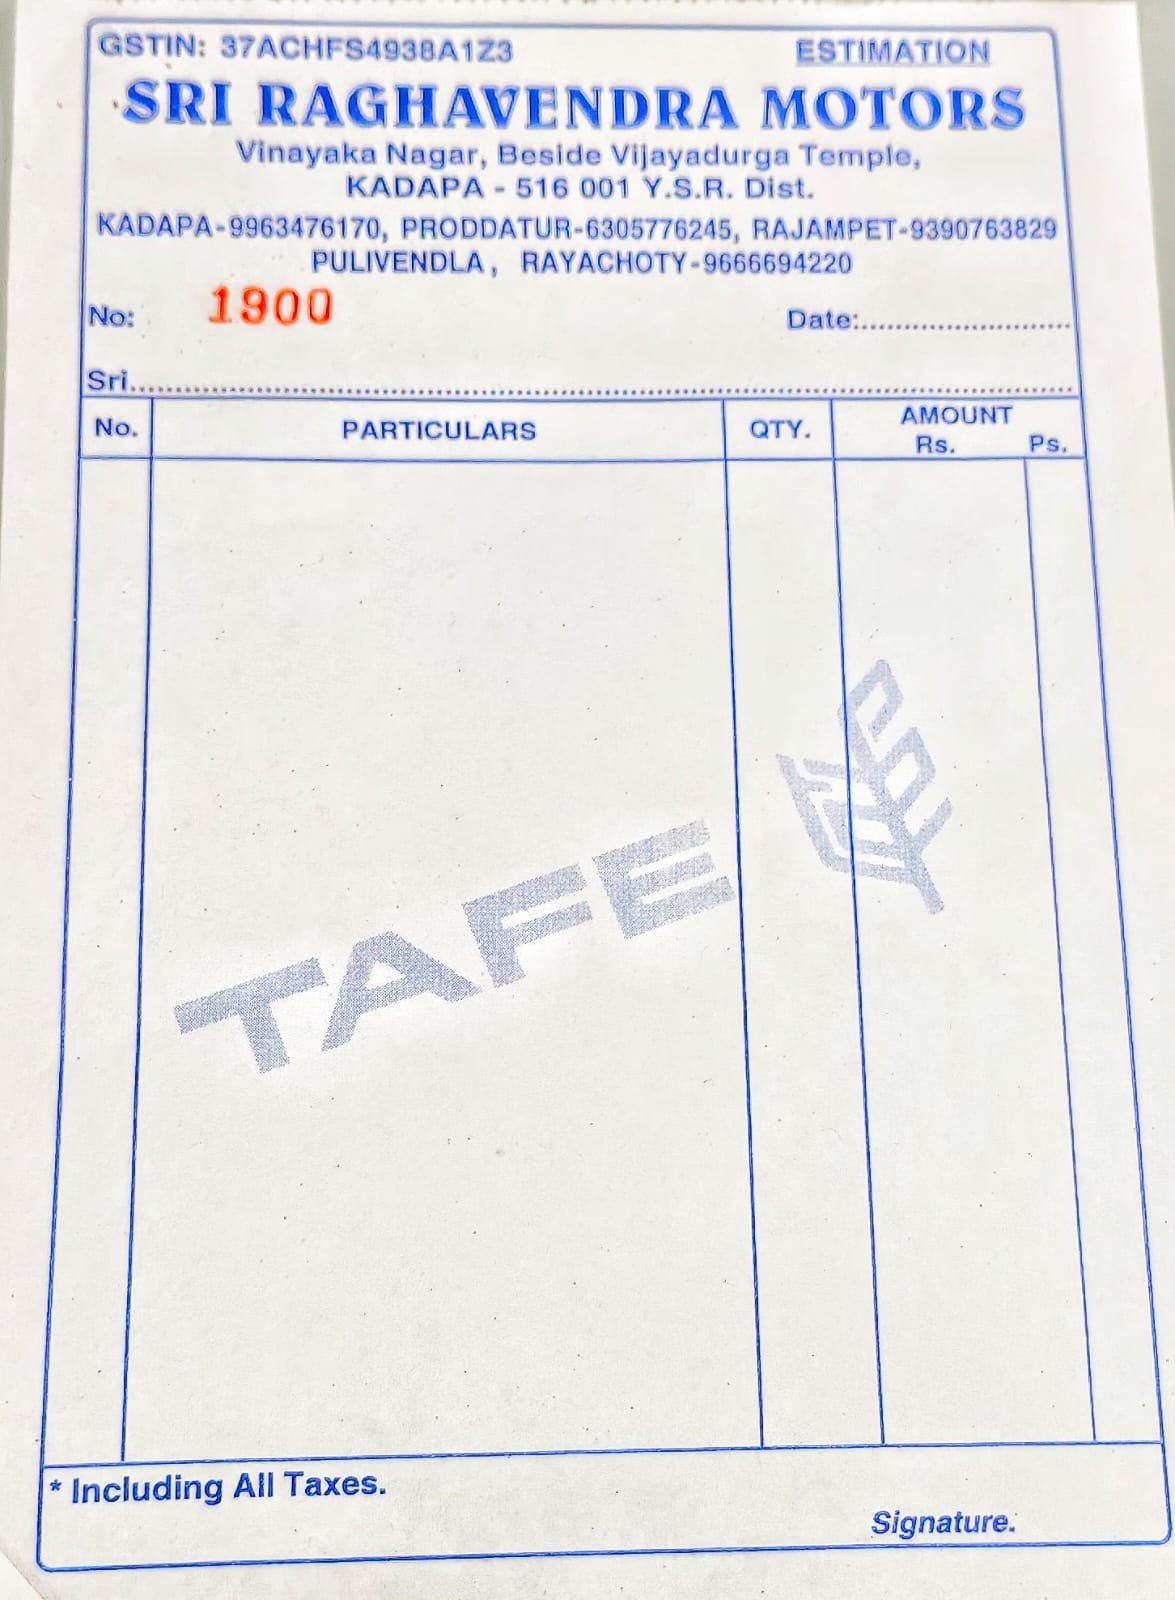 GSTIN: 37ACHFS4938A1Z3 ESTIMATION
SRI RAGHAVENDRA MOTORS
Vinayaka Nagar, Beside Vijayadurga Temple,
KADAPA - 516 001 Y.S.R. Dist.
KADAPA-9963476170, PRODDATUR-6305776245, RAJAMPET-9390763829
PULIVENDLA, RAYACHOTY-9666694220
No: 1900 Date:............................
Sri................................................................................
No. PARTICULARS QTY. AMOUNT
Rs. Ps.
TAFE
* Including All Taxes.
Signature.